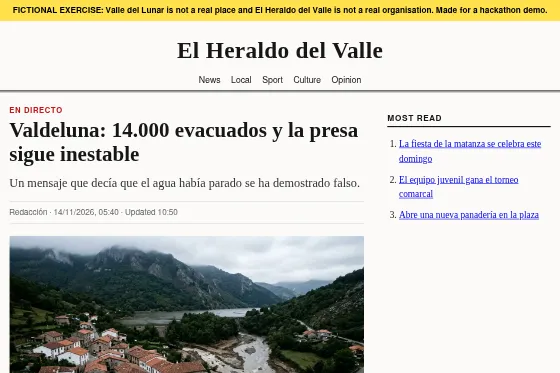 FICTIONAL EXERCISE: Valle del Lunar is not a real place and El Heraldo del Valle is not a real organisation. Made for a hackathon demo.
El Heraldo del Valle
News Local Sport Culture Opinion
EN DIRECTO
Valdeluna: 14.000 evacuados y la presa
sigue inestable
Un mensaje que decía que el agua había parado se ha demostrado falso.
Redacción · 14/11/2026, 05:40 · Updated 10:50
MOST READ
1. La fiesta de la matanza se celebra este
domingo
2. El equipo juvenil gana el torneo
comarcal
3. Abre una nueva panadería en la plaza